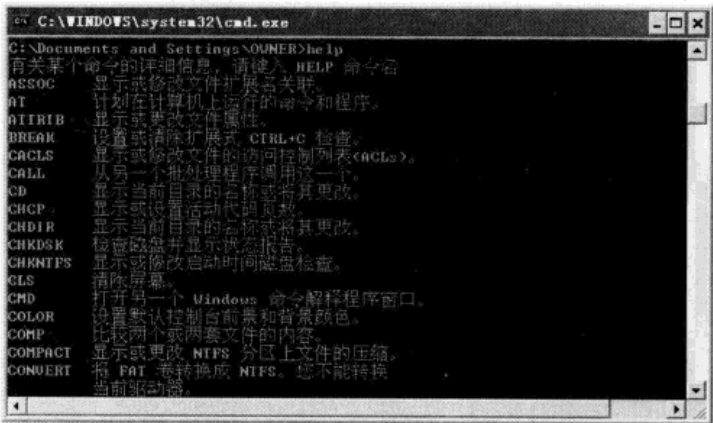 C:\WINDOWS\system32\cmd.exe
C:\Documents and Settings\OWNER>help
有关某个命令的详细信息，请键入 HELP 命令名
ASSOC 显示或修改文件扩展名关联。
AT 计划在计算机上运行的命令和程序。
ATTRIB 显示或更改文件属性。
BREAK 设置或清除扩展式 CTRL+C 检查。
CACLS 显示或修改文件的访问控制列表(ACLs)。
CALL 从另一个批处理程序调用这一个。
CD 显示当前目录的名称或将其更改。
CHCP 显示或设置活动代码页数。
CHDIR 显示当前目录的名称或将其更改。
CHKDSK 检查磁盘并显示状态报告。
CHKNTFS 显示或修改启动时间磁盘检查。
CLS 清除屏幕。
CMD 打开另一个 Windows 命令解释程序窗口。
COLOR 设置默认控制台前景和背景颜色。
COMP 比较两个或两套文件的内容。
COMPACT 显示或更改 NTFS 分区上文件的压缩。
CONVERT 将 FAT 卷转换成 NTFS。您不能转换
当前驱动器。